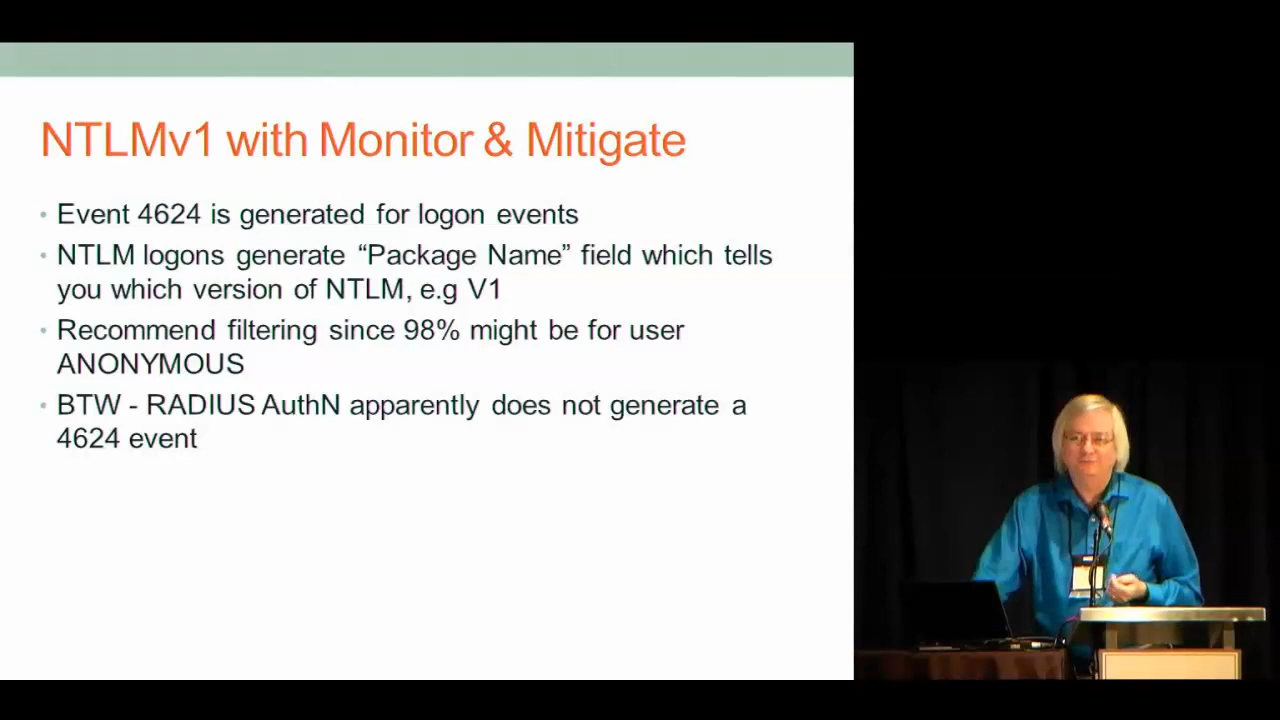 NTLMv1 with Monitor & Mitigate
• Event 4624 is generated for logon events
• NTLM logons generate “Package Name” field which tells
you which version of NTLM, e.g V1
• Recommend filtering since 98% might be for user
ANONYMOUS
• BTW - RADIUS AuthN apparently does not generate a
4624 event